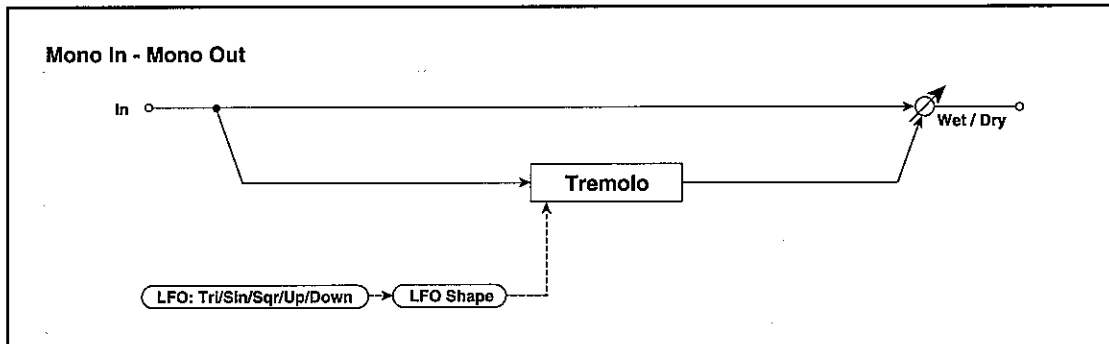 Mono In - Mono Out
In
Wet / Dry
Tremolo
LFO: Tri/Sin/Sqr/Up/Down
LFO Shape